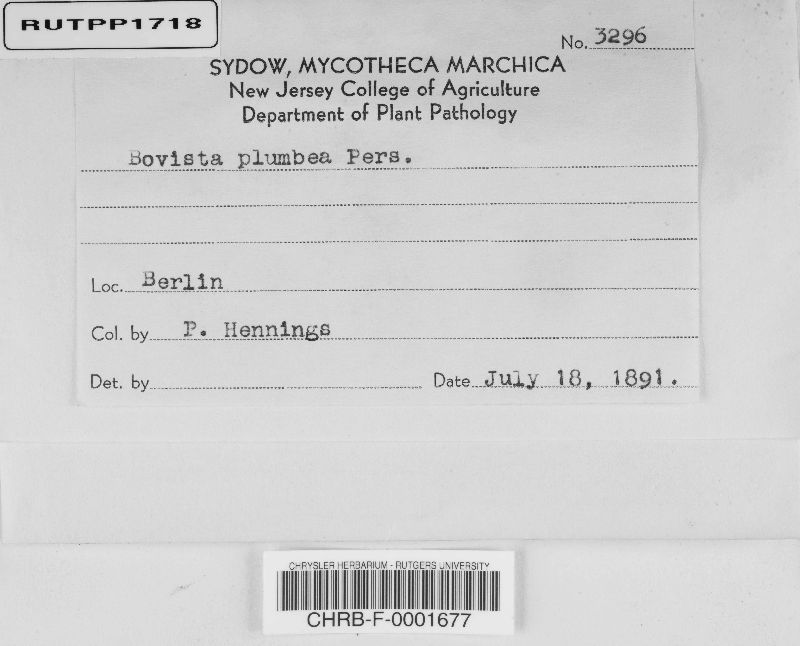 RUTPP1718
No. 3296
SYDOW, MYCOTHECA MARCHICA
New Jersey College of Agriculture
Department of Plant Pathology
Bovista plumbea Pers.
Loc. Berlin
Col. by P. Hennings
Det. by Date July 18, 1891.
CHRYSLER HERBARIUM - RUTGERS UNIVERSITY
CHRB-F-0001677